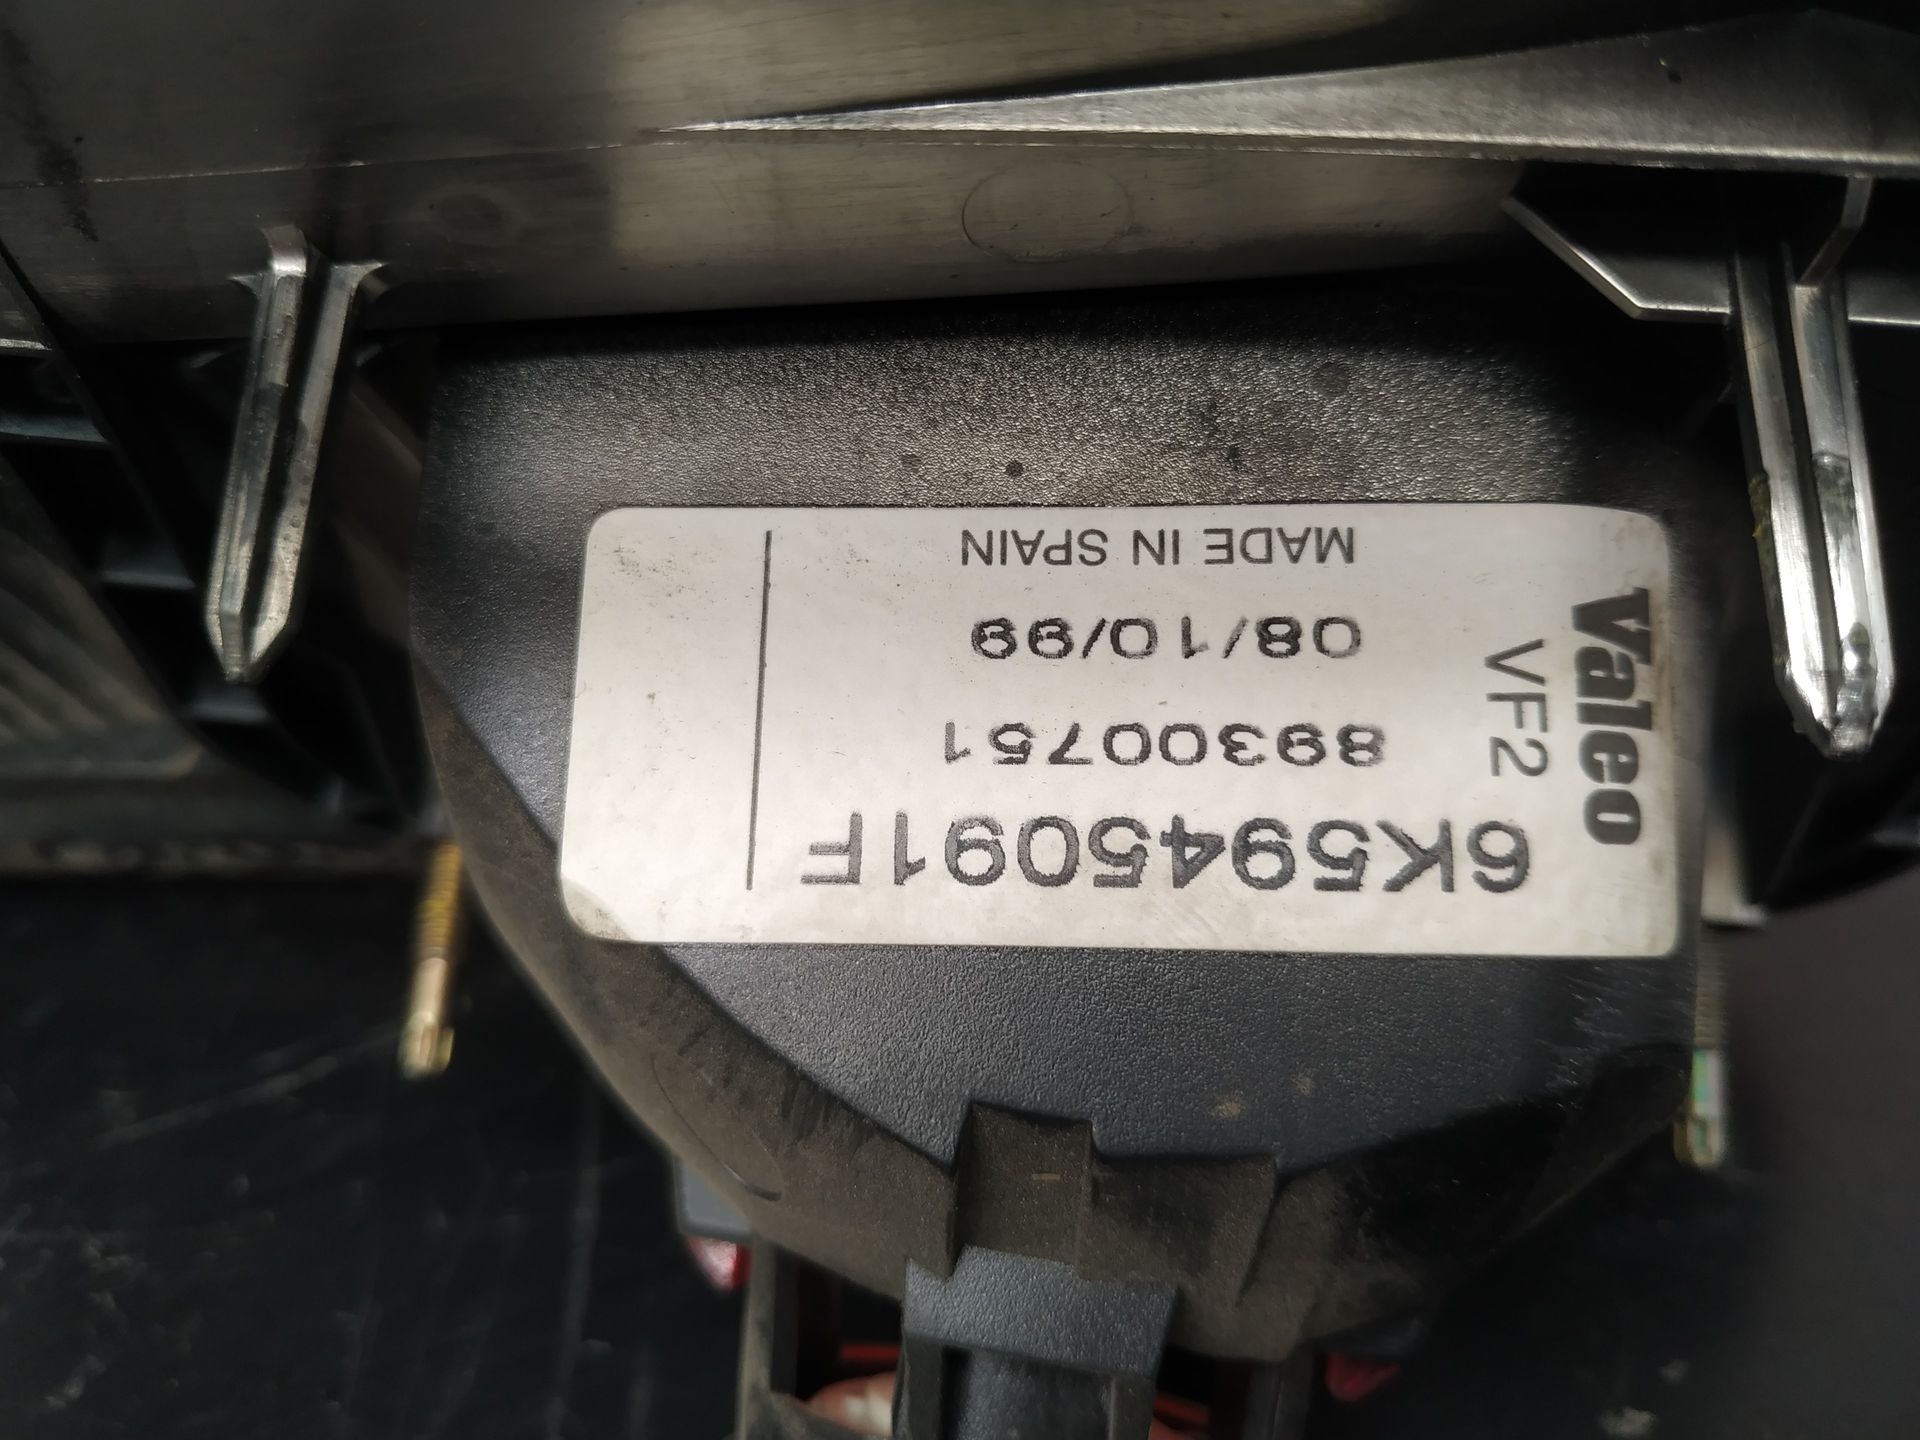 Valeo
VF2
6K5945091F
89300751
08/10/99
MADE IN SPAIN